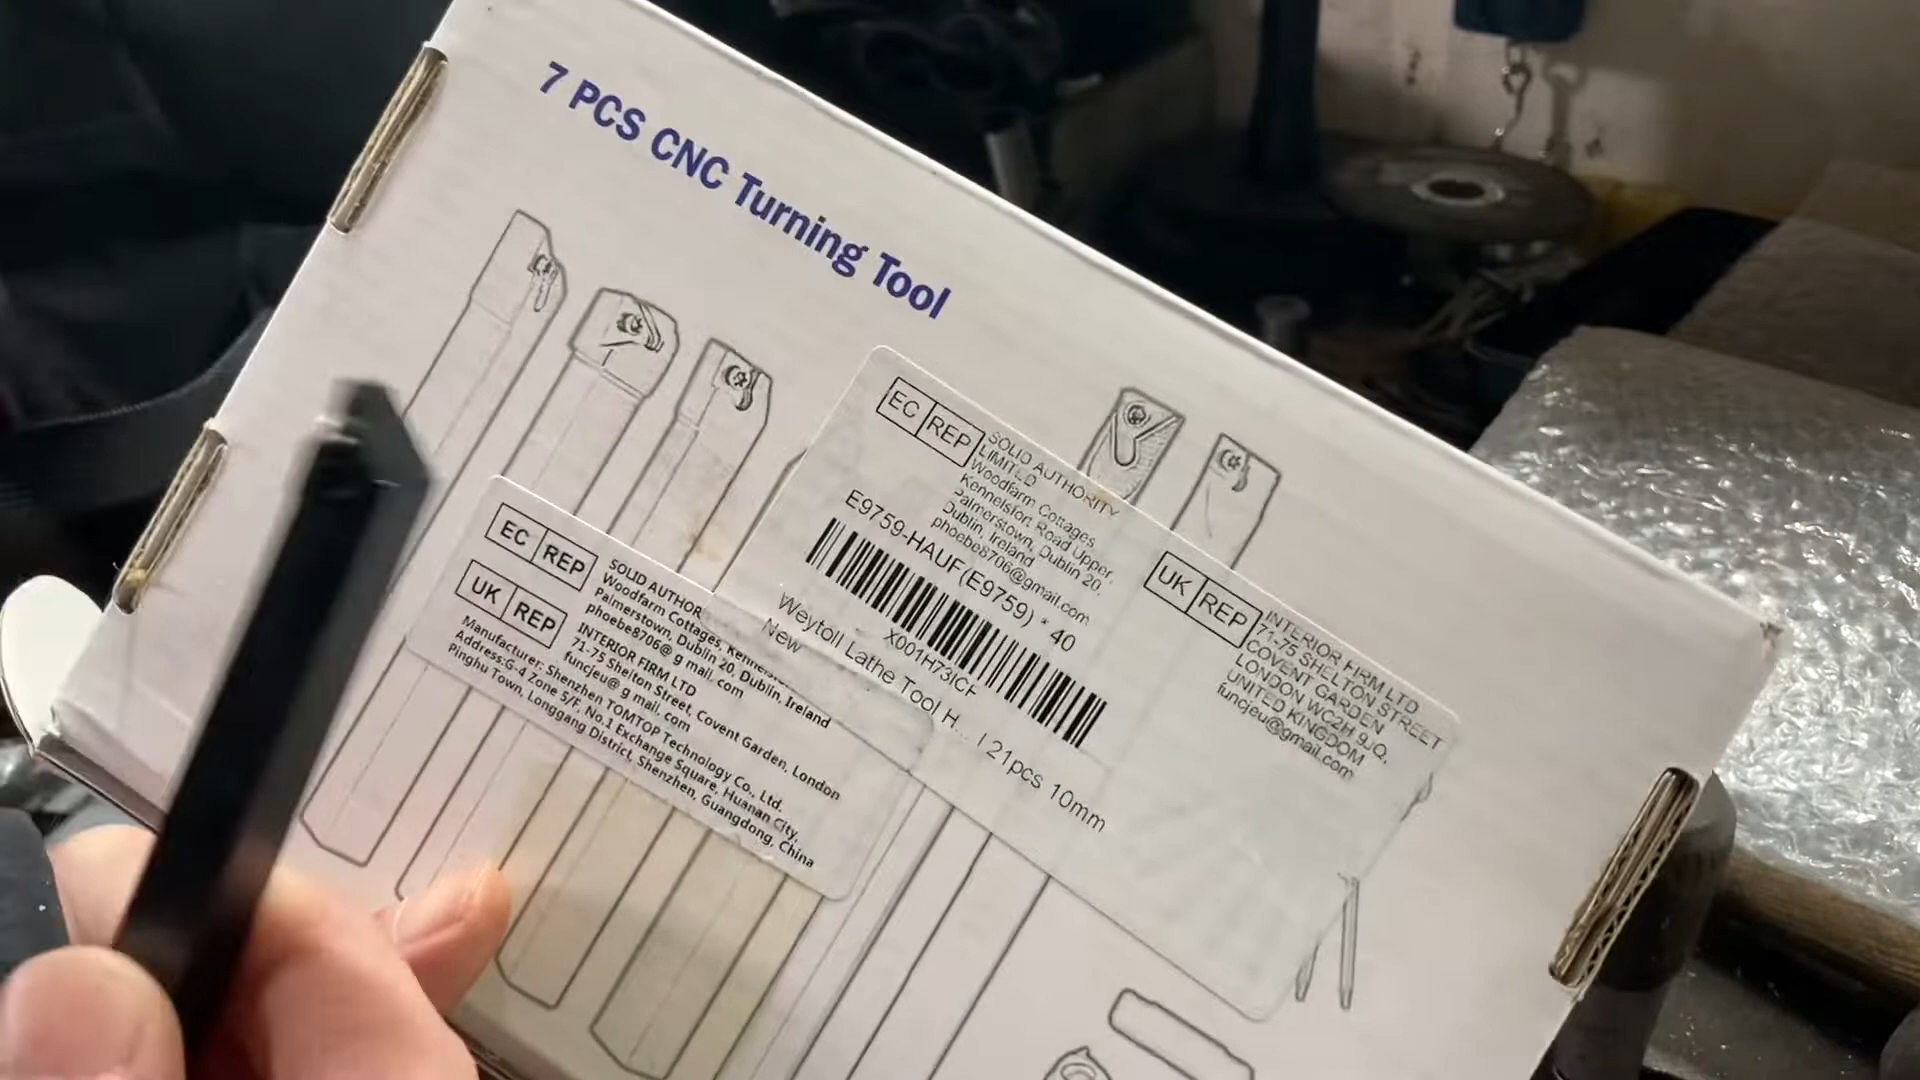 7 PCS CNC Turning Tool
EC REP
SOLID AUTHORITY
LIMITED
Woodfarm Cottages,
Kennelsfort Road Upper,
Palmerstown, Dublin 20,
Dublin, Ireland
phoebe8706@gmail.com
E9759-HAUF(E9759) * 40
X001H73ICF
Weytoll Lathe Tool H... l 21pcs 10mm
New
UK REP
INTERIOR FIRM LTD
71-75 SHELTON STREET
COVENT GARDEN
LONDON WC2H 9JQ,
UNITED KINGDOM
funcjeu@gmail.com
EC REP
SOLID AUTHOR
Woodfarm Cottages,
Palmerstown, Dublin 20, Dublin, Ireland
phoebe8706@ g mail. com
UK REP
INTERIOR FIRM LTD
71-75 Shelton Street, Covent Garden, London
funcjeu@ g mail. com
Manufacturer: Shenzhen TOMTOP Technology Co., Ltd.
Address:G-4 Zone 5/F, No.1 Exchange Square, Huanan City,
Pinghu Town, Longgang District, Shenzhen, Guangdong, China